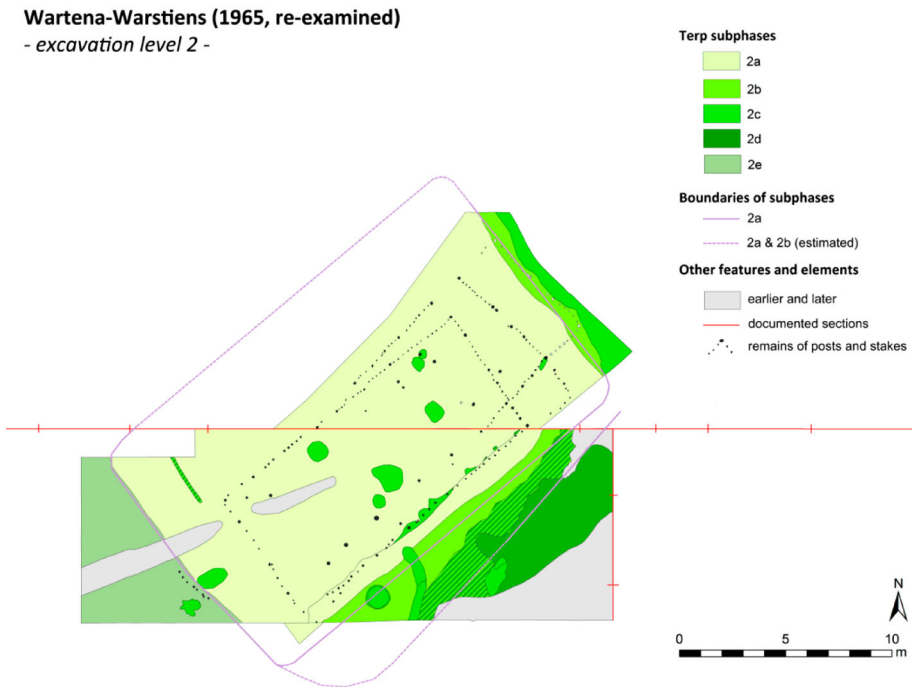 Wartena-Warstiens (1965, re-examined)
- excavation level 2 -
Terp subphases
2a
2b
2c
2d
2e
Boundaries of subphases
2a
2a & 2b (estimated)
Other features and elements
earlier and later
documented sections
remains of posts and stakes
N
0 5 10
m